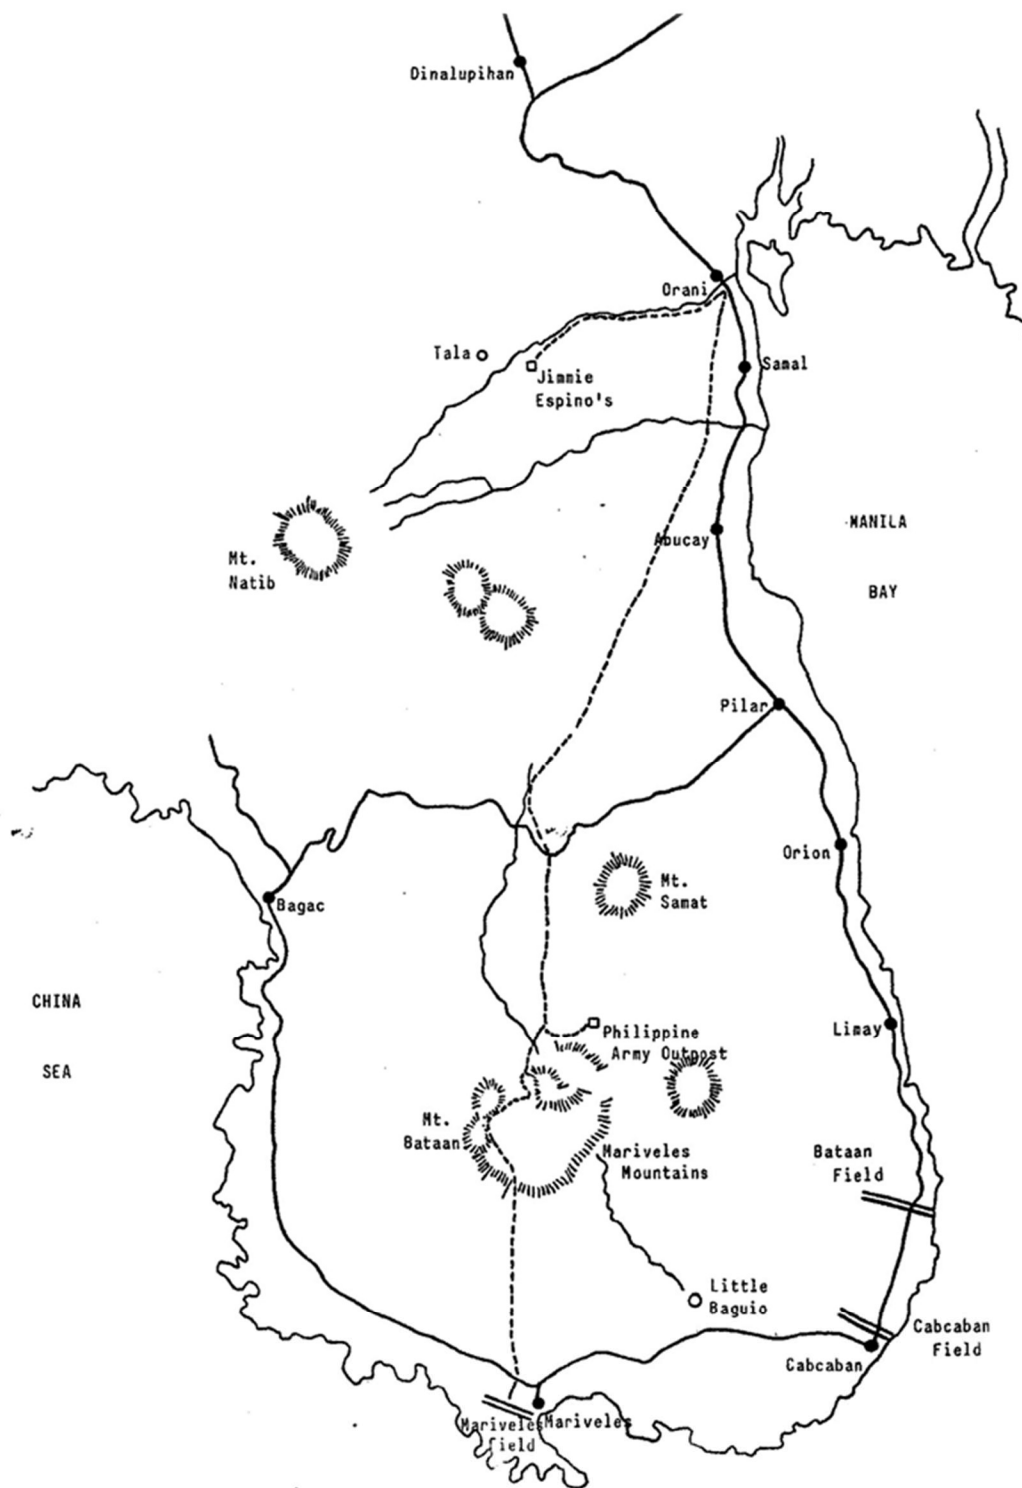 Dinalupihan
Orani
Tala
Samal
Jimmie
Espino's
MANILA
BAY
Abucay
Mt.
Natib
Pilar
Orion
Mt.
Samat
Bagac
CHINA
SEA
Limay
Philippine
Army Outpost
Mt.
Bataan
Mariveles
Mountains
Bataan
Field
Little
Baguio
Cabcaban
Field
Cabcaban
Mariveles
Field
Mariveles